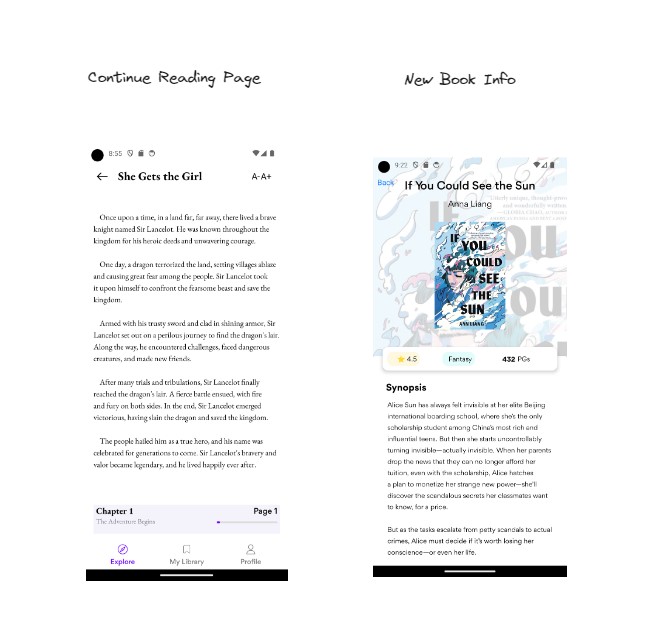 Continue Reading Page
New Book Info
8:55
She Gets the Girl
A-A+
Once upon a time, in a land far, far away, there lived a brave
knight named Sir Lancelot. He was known throughout the
kingdom for his heroic deeds and unwavering courage.
One day, a dragon terrorized the land, setting villages ablaze
and causing great fear among the people. Sir Lancelot took
it upon himself to confront the fearsome beast and save the
kingdom.
Armed with his trusty sword and clad in shining armor, Sir
Lancelot set out on a perilous journey to find the dragon's lair.
Along the way, he encountered challenges, faced dangerous
creatures, and made new friends.
After many trials and tribulations, Sir Lancelot finally
reached the dragon's lair. A fierce battle ensued, with fire
and fury on both sides. In the end, Sir Lancelot emerged
victorious, having slain the dragon and saved the kingdom.
The people hailed him as a true hero, and his name was
celebrated for generations to come. Sir Lancelot's bravery and
valor became legendary, and he lived happily ever after.
Chapter 1
Page 1
The Adventure Begins
Explore
My Library
Profile
9:22
Back
If You Could See the Sun
Anna Liang
IF
YOU
COULD
SEE
THE
SUN
ANN LIANG
4.5
Fantasy
432 PGs
Synopsis
Alice Sun has always felt invisible at her elite Beijing
international boarding school, where she's the only
scholarship student among China's most rich and
influential teens. But then she starts uncontrollably
turning invisible—actually invisible. When her parents
drop the news that they can no longer afford her
tuition, even with the scholarship, Alice hatches
a plan to monetize her strange new power—she'll
discover the scandalous secrets her classmates want
to know, for a price.
But as the tasks escalate from petty scandals to actual
crimes, Alice must decide if it's worth losing her
conscience—or even her life.